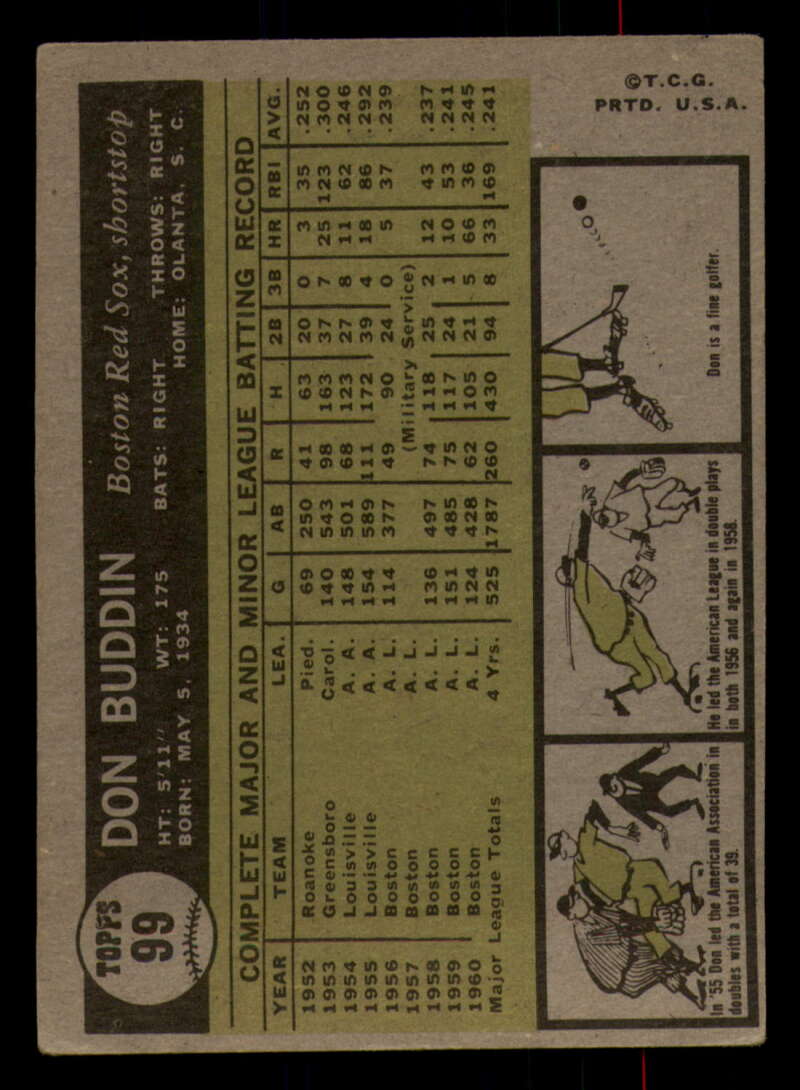 TOPPS
99
DON BUDDIN Boston Red Sox, shortstop
HT: 5'11" WT: 175 BATS: RIGHT THROWS: RIGHT
BORN: MAY 5, 1934 HOME: OLANTA, S. C.
COMPLETE MAJOR AND MINOR LEAGUE BATTING RECORD
YEAR TEAM LEA. G AB R H 2B 3B HR RBI AVG.
1952 Roanoke Pied. 69 250 41 63 20 0 3 35 .252
1953 Greensboro Carol. 140 543 98 163 37 7 25 123 .300
1954 Louisville A. A. 148 501 68 123 27 8 11 62 .246
1955 Louisville A. A. 154 589 111 172 39 4 18 86 .292
1956 Boston A. L. 114 377 49 90 24 0 5 37 .239
1957 Boston A. L. (Military Service)
1958 Boston A. L. 136 497 74 118 25 2 12 43 .237
1959 Boston A. L. 151 485 75 117 24 1 10 53 .241
1960 Boston A. L. 124 428 62 105 21 5 66 36 .245
Major League Totals 4 Yrs. 525 1787 260 430 94 8 33 169 .241
In '55 Don led the American Association in
doubles with a total of 39.
He led the American League in double plays
in both 1956 and again in 1958.
Don is a fine golfer.
©T.C.G.
PRTD. U.S.A.